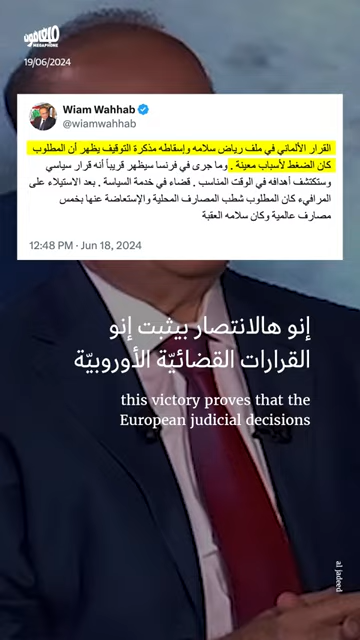 ميغافون
MEGAPHONE
19/06/2024
Wiam Wahhab
@wiamwahhab
القرار الألماني في ملف رياض سلامه وإسقاطه مذكرة التوقيف يظهر أن المطلوب
كان الضغط لأسباب معينة . وما جرى في فرنسا سيظهر قريباً أنه قرار سياسي
وستكتشف أهدافه في الوقت المناسب . قضاء في خدمة السياسة . بعد الاستيلاء على
المرافيء كان المطلوب شطب المصارف المحلية والإستعاضة عنها بخمس
مصارف عالمية وكان سلامه العقبة
12:48 PM · Jun 18, 2024
إنو هالانتصار بيثبت إنو
القرارات القضائيّة الأوروبيّة
this victory proves that the
European judicial decisions
al jadeed